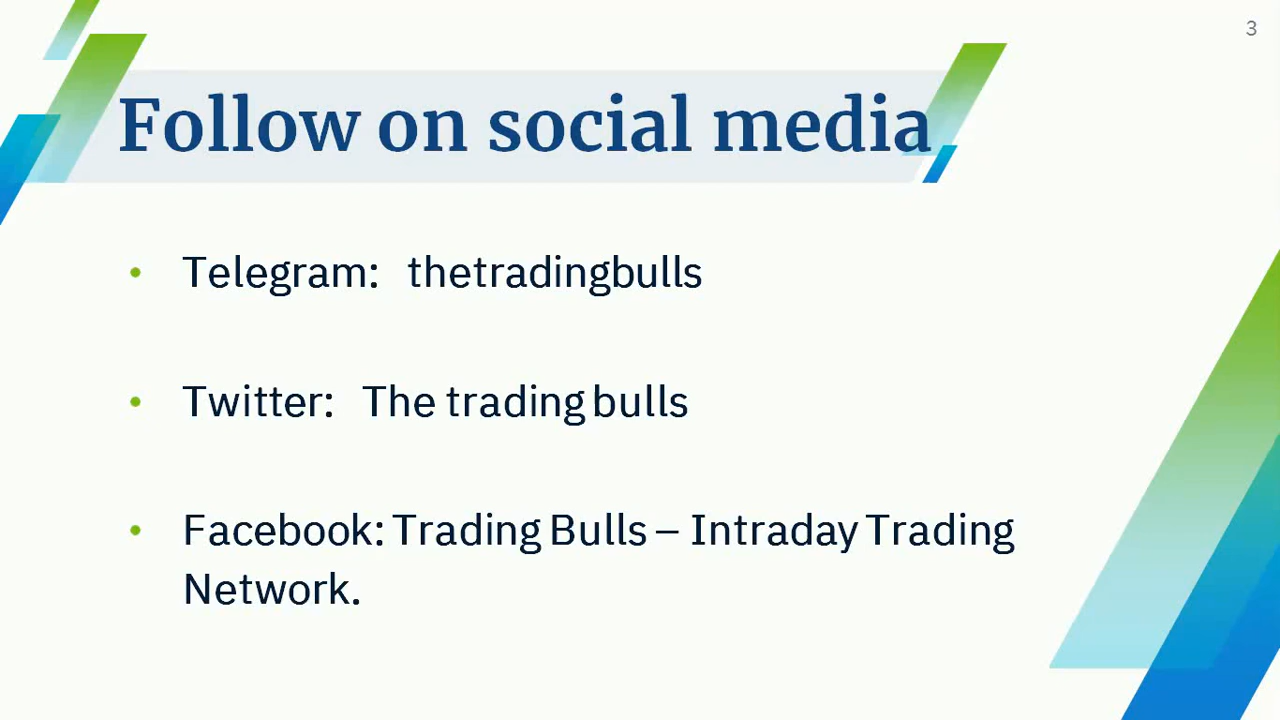 3
Follow on social media
• Telegram: thetradingbulls
• Twitter: The trading bulls
• Facebook: Trading Bulls – Intraday Trading
Network.